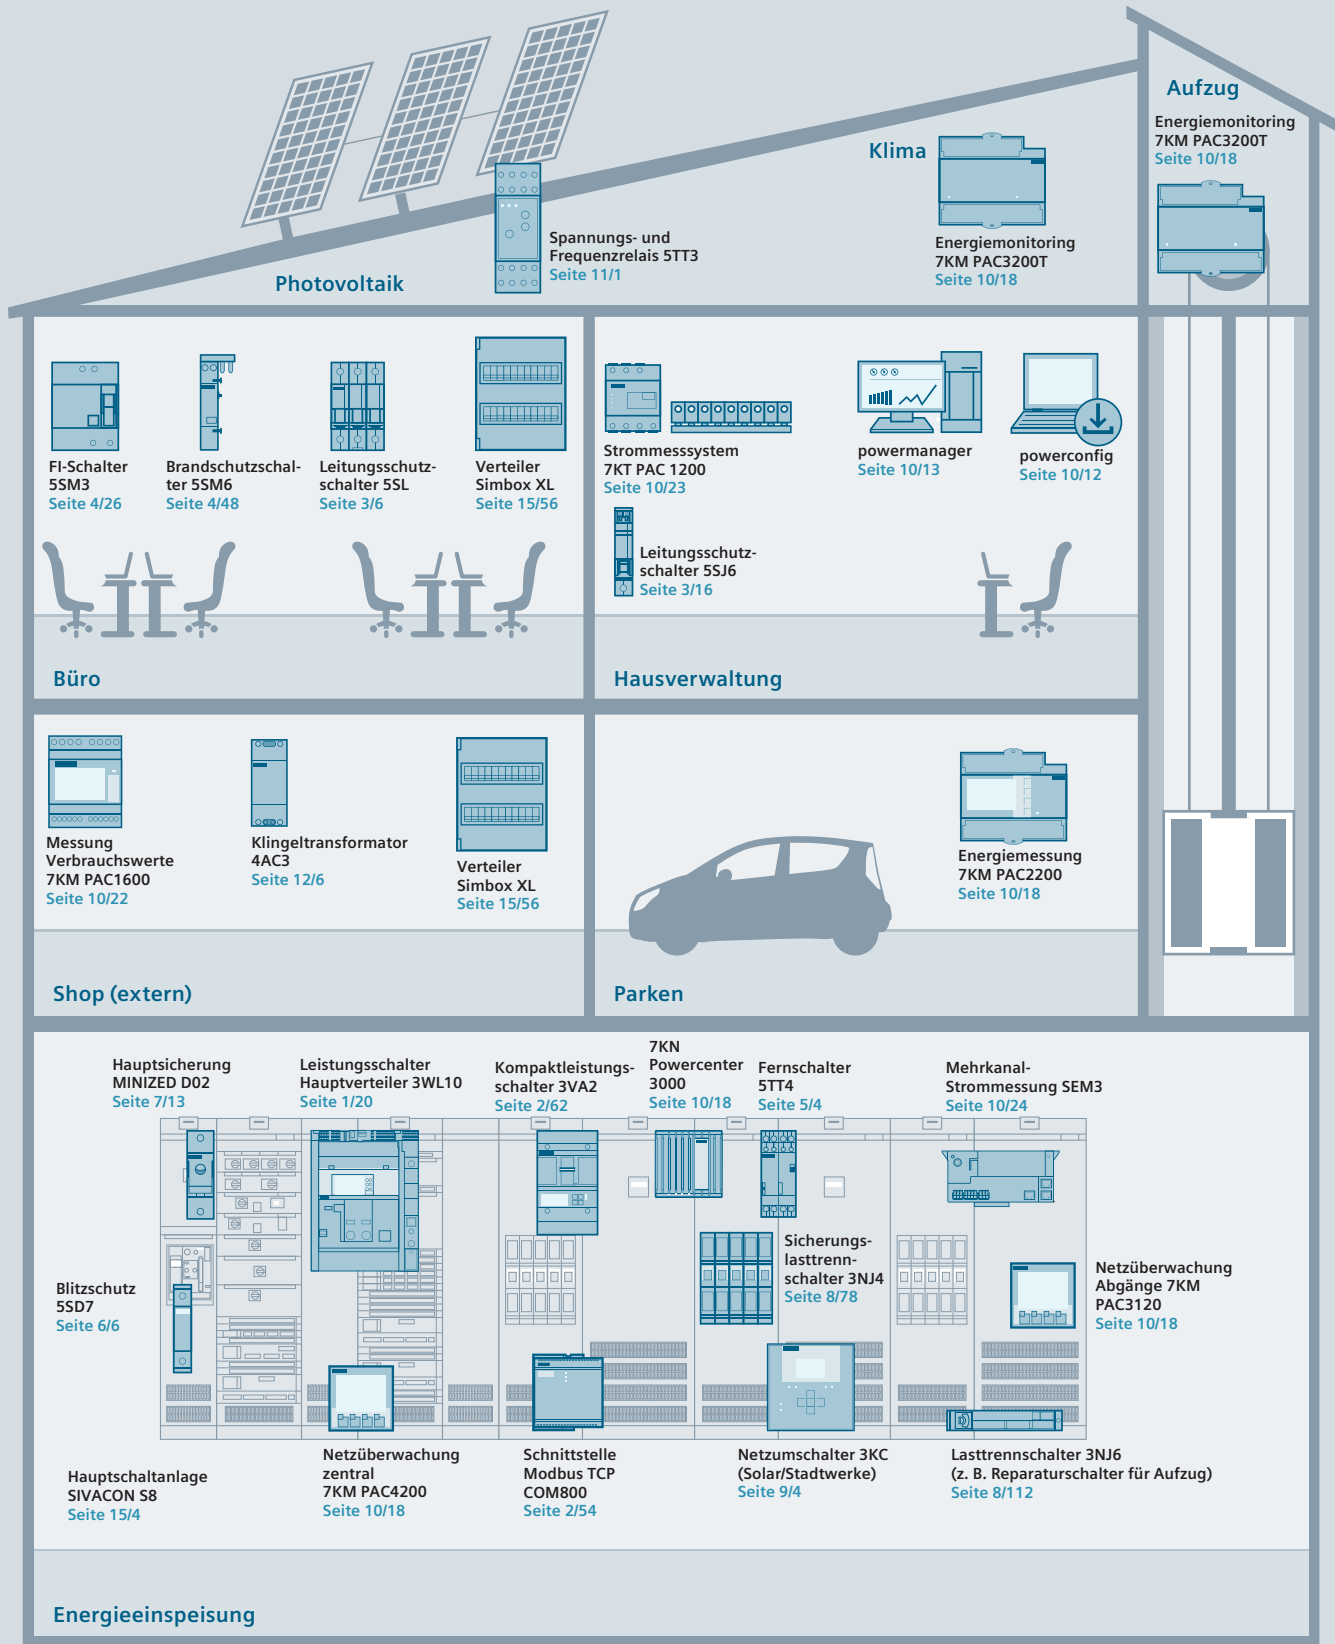 Aufzug
Energiemonitoring
7KM PAC3200T
Seite 10/18
Klima
Energiemonitoring
7KM PAC3200T
Seite 10/18
Spannungs- und
Frequenzrelais 5TT3
Seite 11/1
Photovoltaik
FI-Schalter
5SM3
Seite 4/26
Brandschutzschal-
ter 5SM6
Seite 4/48
Leitungsschutz-
schalter 5SL
Seite 3/6
Verteiler
Simbox XL
Seite 15/56
Büro
Strommesssystem
7KT PAC 1200
Seite 10/23
powermanager
Seite 10/13
powerconfig
Seite 10/12
Leitungsschutz-
schalter 5SJ6
Seite 3/16
Hausverwaltung
Messung
Verbrauchswerte
7KM PAC1600
Seite 10/22
Klingeltransformator
4AC3
Seite 12/6
Verteiler
Simbox XL
Seite 15/56
Shop (extern)
Energiemessung
7KM PAC2200
Seite 10/18
Parken
Hauptsicherung
MINIZED D02
Seite 7/13
Leistungsschalter
Hauptverteiler 3WL10
Seite 1/20
Kompaktleistungs-
schalter 3VA2
Seite 2/62
7KN
Powercenter
3000
Seite 10/18
Fernschalter
5TT4
Seite 5/4
Mehrkanal-
Strommessung SEM3
Seite 10/24
Blitzschutz
5SD7
Seite 6/6
Sicherungs-
lasttrenn-
schalter 3NJ4
Seite 8/78
Netzüberwachung
Abgänge 7KM
PAC3120
Seite 10/18
Hauptschaltanlage
SIVACON S8
Seite 15/4
Netzüberwachung
zentral
7KM PAC4200
Seite 10/18
Schnittstelle
Modbus TCP
COM800
Seite 2/54
Netzumschalter 3KC
(Solar/Stadtwerke)
Seite 9/4
Lasttrennschalter 3NJ6
(z. B. Reparaturschalter für Aufzug)
Seite 8/112
Energieeinspeisung